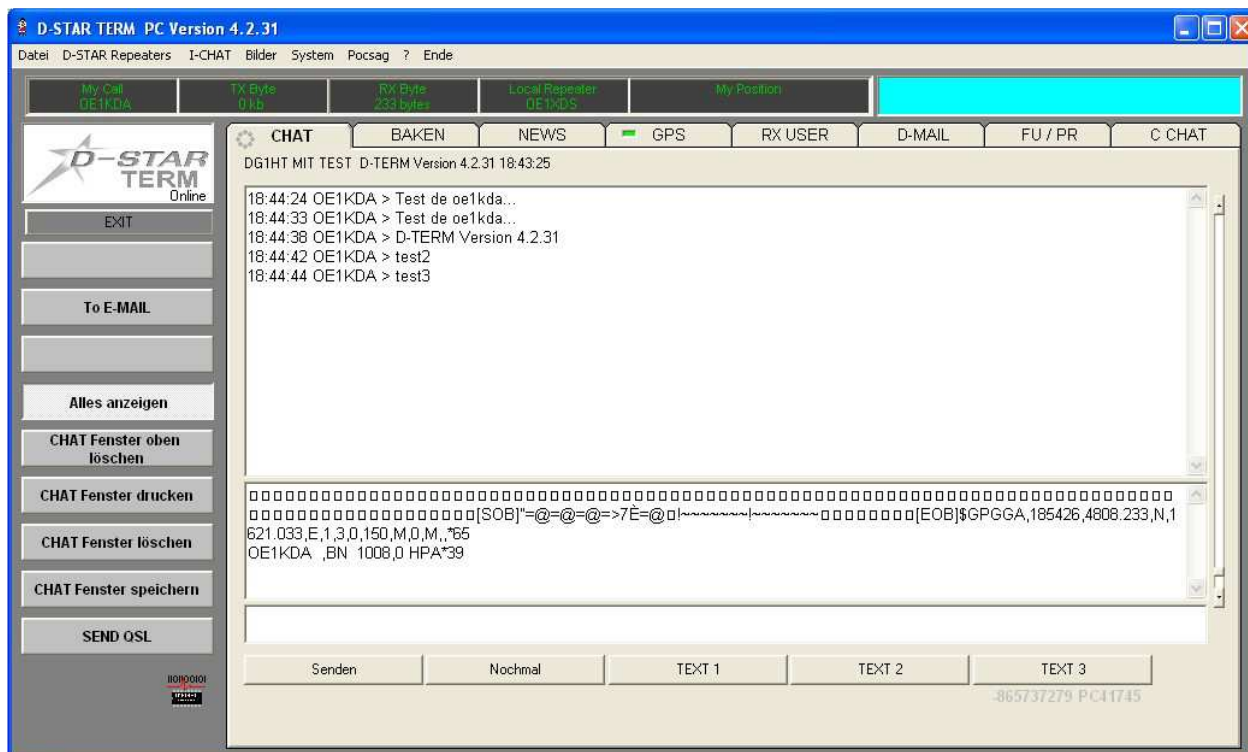 D-STAR TERM PC Version 4.2.31
Datei D-STAR Repeaters I-CHAT Bilder System Pocsag ? Ende
My Call
OE1KDA
TX Byte
0 kb
RX Byte
233 bytes
Local Repeater
OE1XDS
My Position
D-STAR
TERM
Online
EXIT
To E-MAIL
Alles anzeigen
CHAT Fenster oben
löschen
CHAT Fenster drucken
CHAT Fenster löschen
CHAT Fenster speichern
SEND QSL
CHAT BAKEN NEWS GPS RX USER D-MAIL FU / PR C CHAT
DG1HT MIT TEST D-TERM Version 4.2.31 18:43:25
18:44:24 OE1KDA > Test de oe1kda...
18:44:33 OE1KDA > Test de oe1kda...
18:44:38 OE1KDA > D-TERM Version 4.2.31
18:44:42 OE1KDA > test2
18:44:44 OE1KDA > test3
[SOB]"=@=@=@=>7È=@▯!~~~~~~~!~~~~~~~▯▯▯▯▯▯▯▯[EOB]$GPGGA,185426,4808.233,N,1
621.033,E,1,3,0,150,M,0,M,,*65
OE1KDA ,BN 1008,0 HPA*39
Senden Nochmal TEXT 1 TEXT 2 TEXT 3
-865737279 PC41745